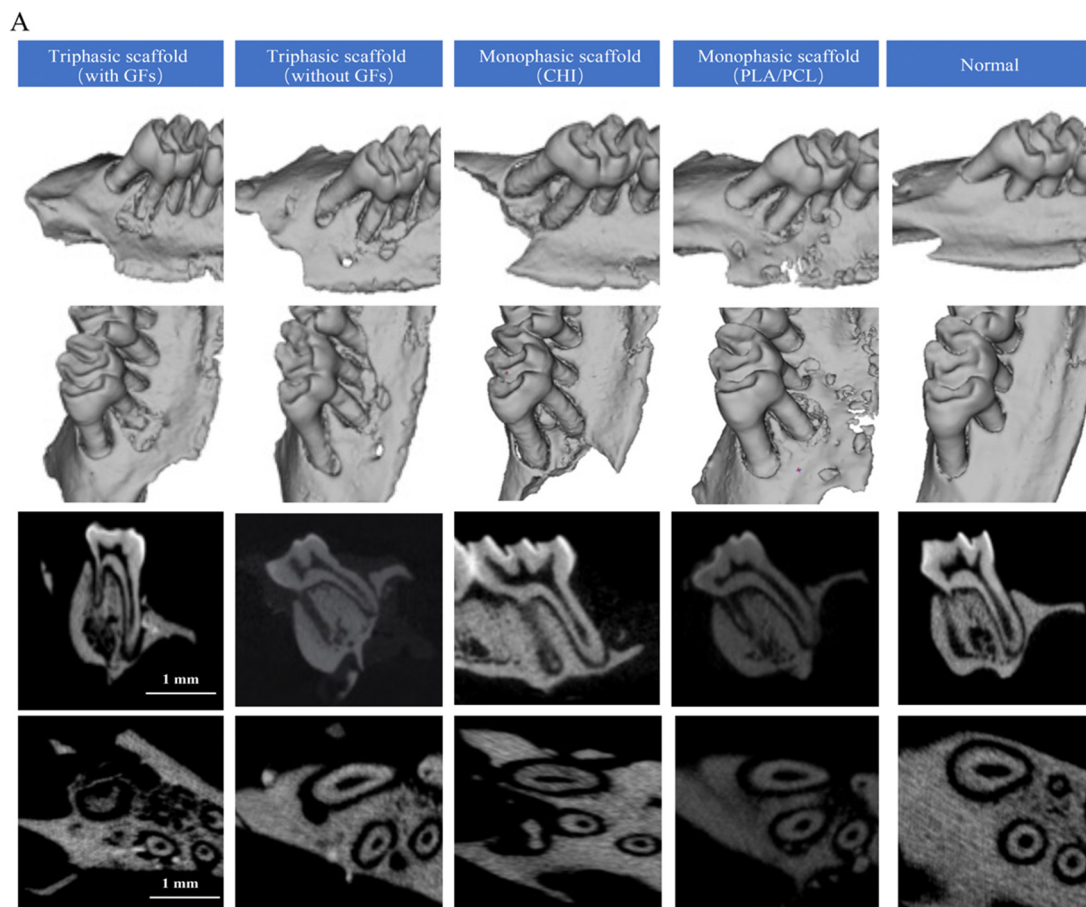 A
Triphasic scaffold
(with GFs)
Triphasic scaffold
(without GFs)
Monophasic scaffold
(CHI)
Monophasic scaffold
(PLA/PCL)
Normal
1 mm
1 mm